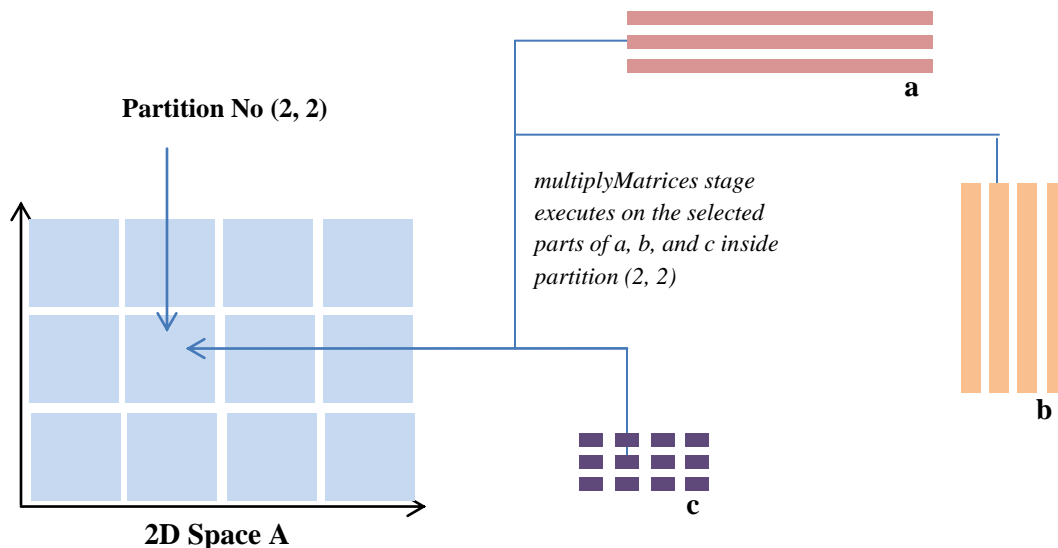 a
Partition No (2, 2)
multiplyMatrices stage
executes on the selected
parts of a, b, and c inside
partition (2, 2)
b
c
2D Space A